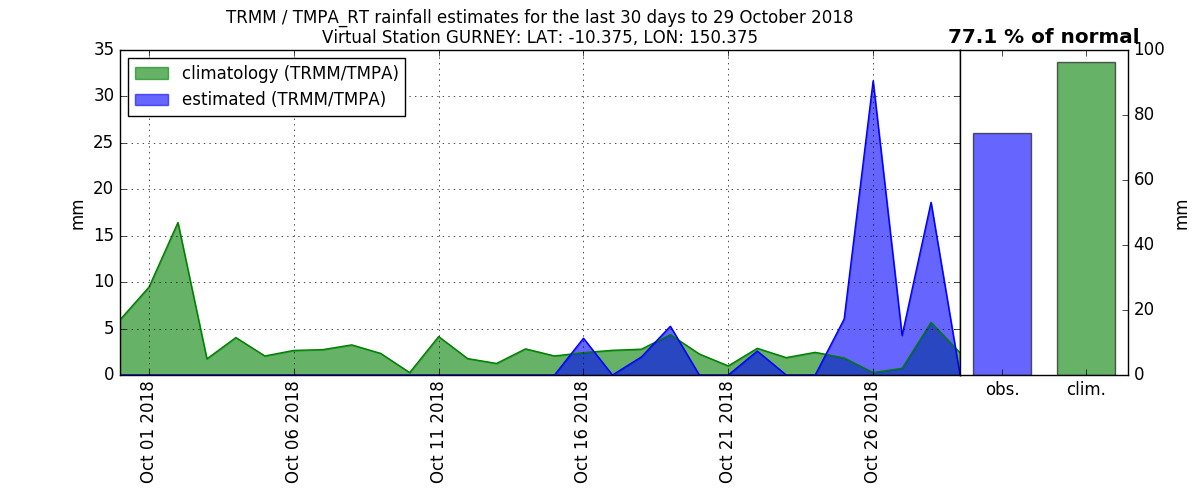 TRMM / TMPA_RT rainfall estimates for the last 30 days to 29 October 2018
Virtual Station GURNEY: LAT: -10.375, LON: 150.375
77.1 % of normal
climatology (TRMM/TMPA)
estimated (TRMM/TMPA)
35
30
25
20
15
10
5
0
mm
Oct 01 2018
Oct 06 2018
Oct 11 2018
Oct 16 2018
Oct 21 2018
Oct 26 2018
100
80
60
40
20
0
mm
obs.
clim.